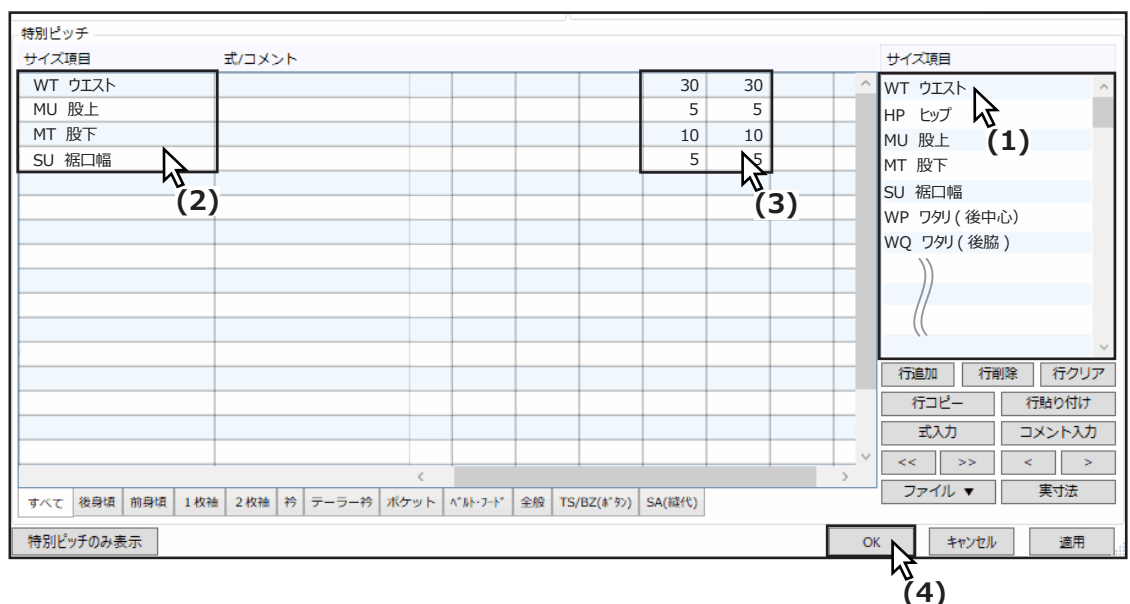 特別ピッチ
サイズ項目 式/コメント サイズ項目
WT ウエスト 30 30
MU 股上 5 5
MT 股下 10 10
SU 裾口幅 5 5
(2)
(3)
WT ウエスト
HP ヒップ
(1)
MU 股上
MT 股下
SU 裾口幅
WP ワタリ ( 後中心)
WQ ワタリ ( 後脇 )
行追加 行削除 行クリア
行コピー 行貼り付け
式入力 コメント入力
<< >> < >
ファイル ▼ 実寸法
すべて 後身頃 前身頃 1枚袖 2枚袖 衿 テーラー衿 ポケット ﾍﾞﾙﾄ･ﾌｰﾄﾞ 全般 TS/BZ(ﾎﾞﾀﾝ) SA(縫代)
特別ピッチのみ表示 OK キャンセル 適用
(4)